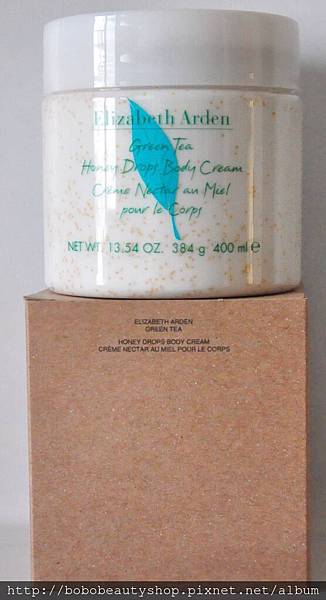 Elizabeth Arden
Green Tea
Honey Drops Body Cream
Crème Nectar au Miel
pour le Corps
NET WT. 13.54 OZ. 384 g 400 ml ℮
ELIZABETH ARDEN
GREEN TEA
HONEY DROPS BODY CREAM
CRÈME NECTAR AU MIEL POUR LE CORPS
http://bobobeautyshop.pixnet.net/album